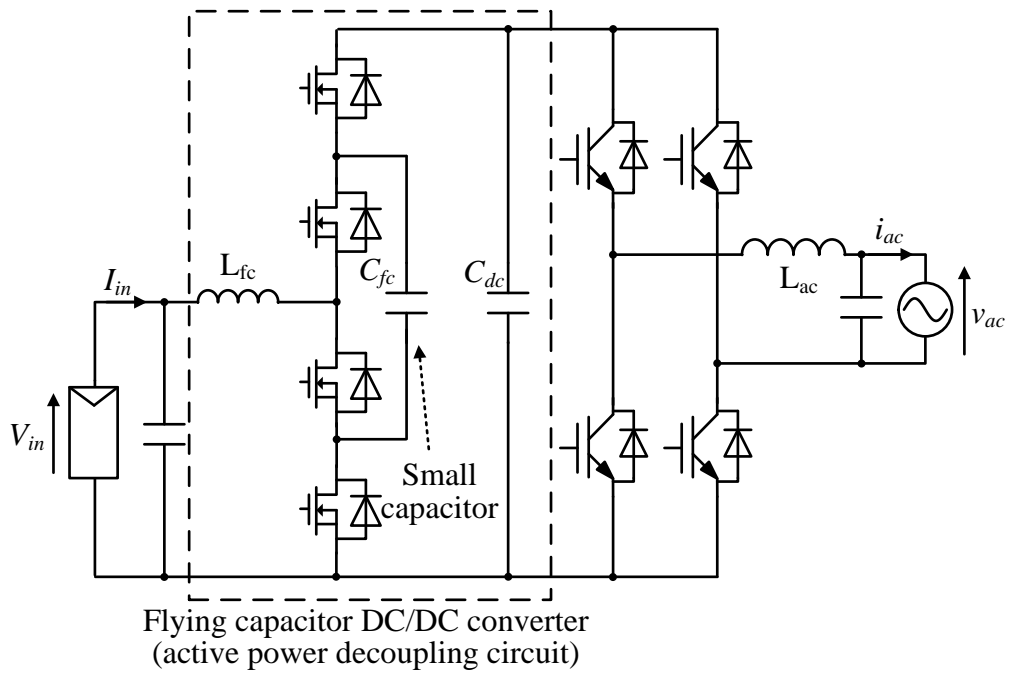 L_fc
C_fc
C_dc
I_in
V_in
L_ac
i_ac
v_ac
Small
capacitor
Flying capacitor DC/DC converter
(active power decoupling circuit)